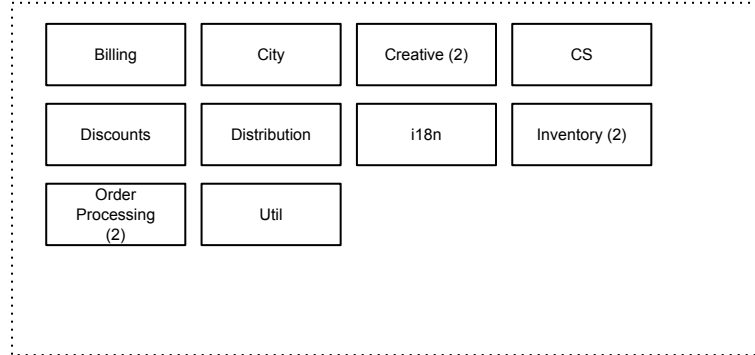 Billing
City
Creative (2)
CS
Discounts
Distribution
i18n
Inventory (2)
Order
Processing
(2)
Util